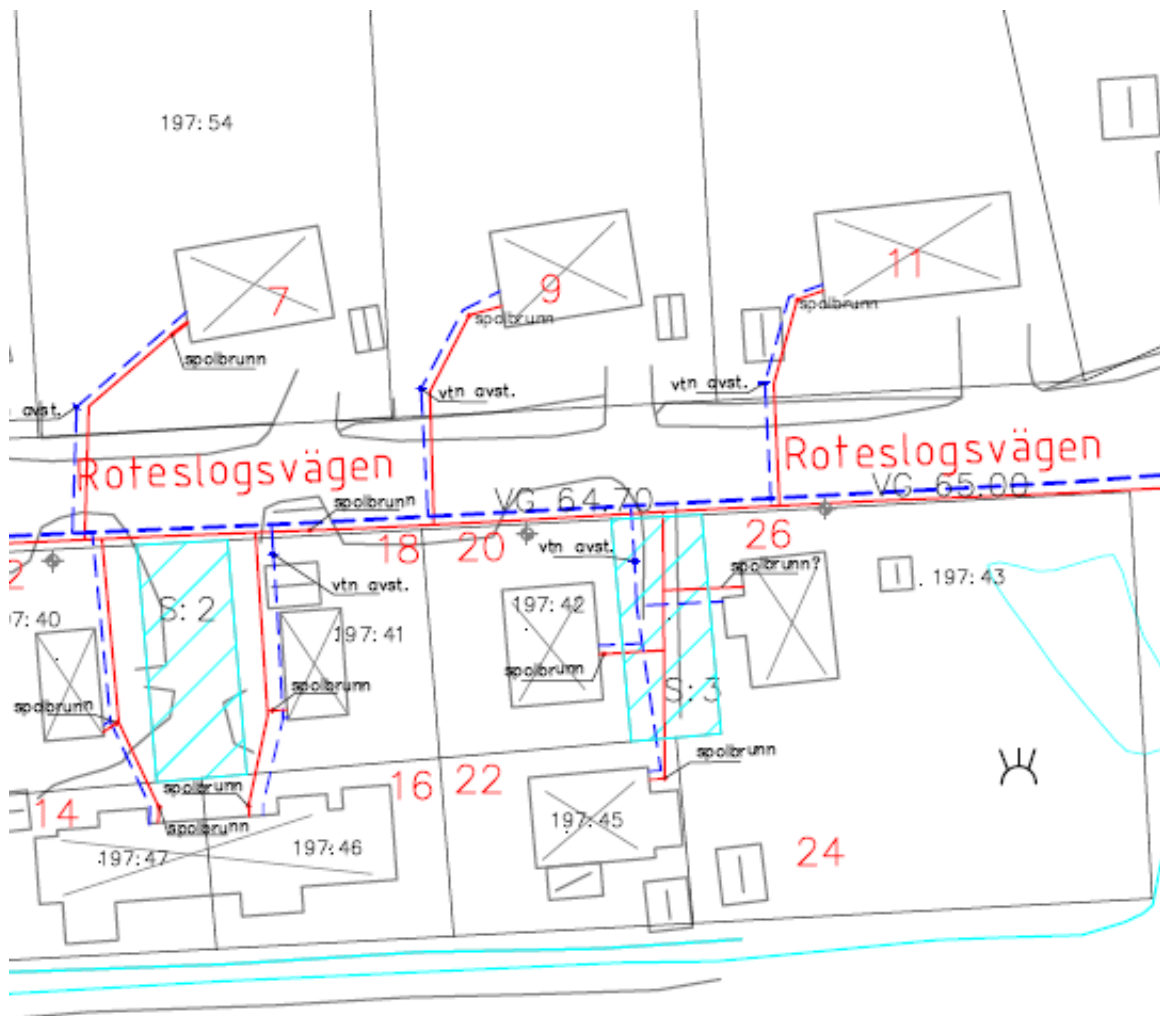 197:54
7
9
11
spolbrunn
spolbrunn
spolbrunn
avst.
vtn avst.
vtn avst.
Roteslogsvägen
Roteslogsvägen
spolbrunn
VG 64.70
VG 65.00
2
18
20
26
vtn avst.
vtn avst.
spolbrunn?
S:2
7:40
197:41
197:42
197:43
spolbrunn
spolbrunn
spolbrunn
S:3
spolbrunn
14
16
22
spolbrunn
spolbrunn
197:47
197:46
197:45
24